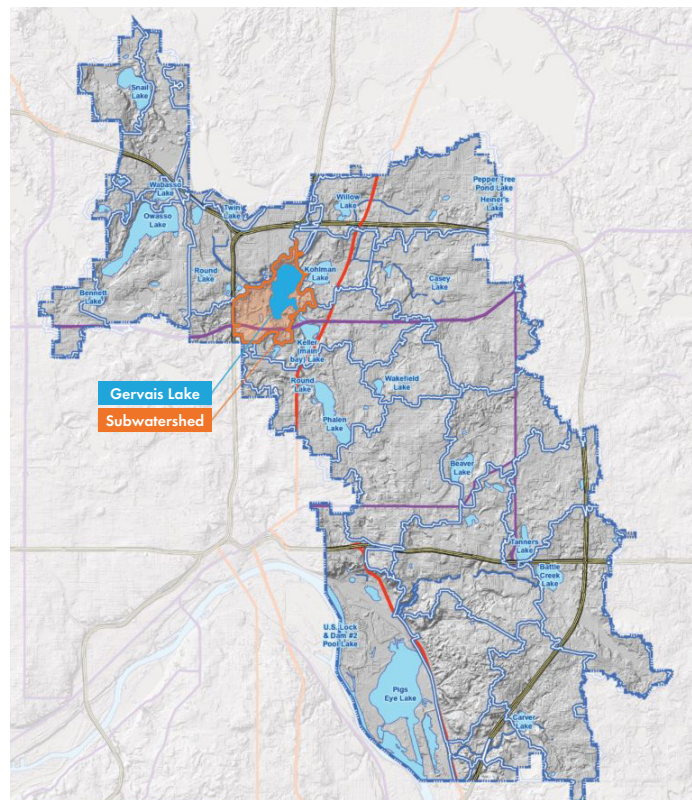 Snail
Lake
Wabasso
Lake
Owasso
Lake
Twin
Lake
Willow
Lake
Pepper Tree
Pond Lake
Heiner's
Lake
Round
Lake
Kohlman
Lake
Casey
Lake
Bennett
Lake
Keller
(main
bay) Lake
Gervais Lake
Subwatershed
Round
Lake
Wakefield
Lake
Phalen
Lake
Beaver
Lake
Tanners
Lake
Battle
Creek
Lake
U.S. Lock
& Dam #2
Pool Lake
Pigs
Eye Lake
Carver
Lake